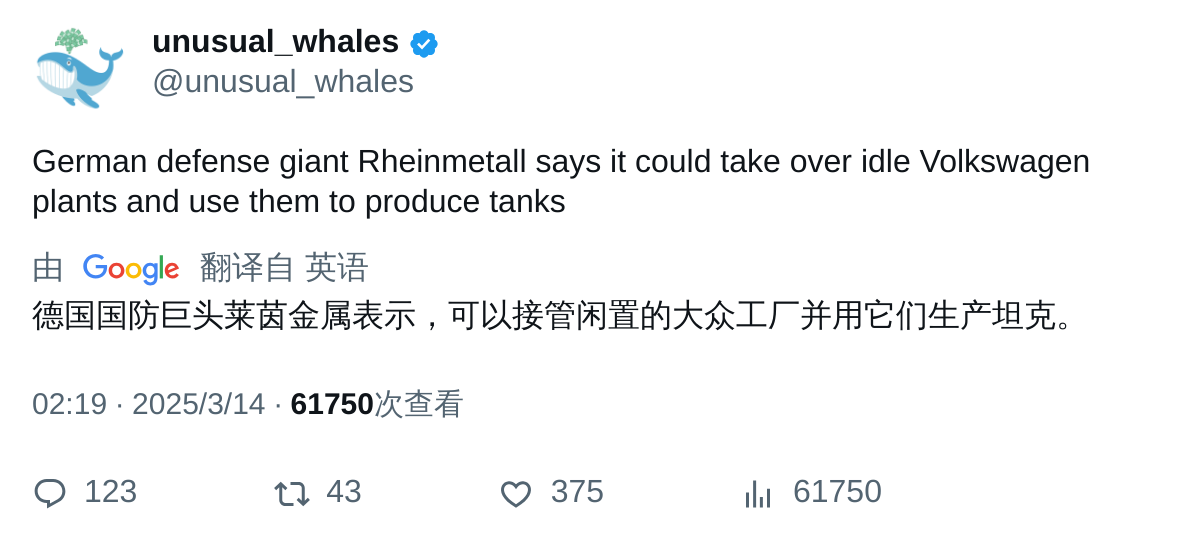 unusual_whales
@unusual_whales
German defense giant Rheinmetall says it could take over idle Volkswagen
plants and use them to produce tanks
由 Google 翻译自 英语
德国国防巨头莱茵金属表示，可以接管闲置的大众工厂并用它们生产坦克。
02:19 · 2025/3/14 · 61750次查看
123 43 375 61750